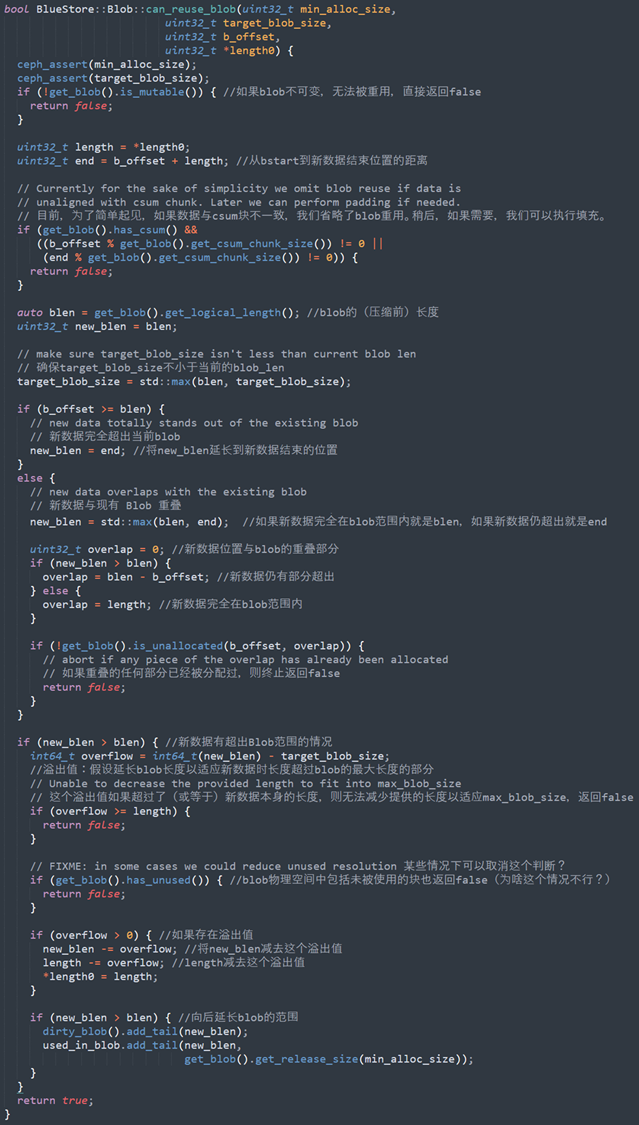 bool BlueStore::Blob::can_reuse_blob(uint32_t min_alloc_size,
uint32_t target_blob_size,
uint32_t b_offset,
uint32_t *length0) {
ceph_assert(min_alloc_size);
ceph_assert(target_blob_size);
if (!get_blob().is_mutable()) { //如果blob不可变，无法被重用，直接返回false
return false;
}
uint32_t length = *length0;
uint32_t end = b_offset + length; //从bstart到新数据结束位置的距离
// Currently for the sake of simplicity we omit blob reuse if data is
// unaligned with csum chunk. Later we can perform padding if needed.
// 目前，为了简单起见，如果数据与csum块不一致，我们省略了blob重用。稍后，如果需要，我们可以执行填充。
if (get_blob().has_csum() &&
((b_offset % get_blob().get_csum_chunk_size()) != 0 ||
(end % get_blob().get_csum_chunk_size()) != 0)) {
return false;
}
auto blen = get_blob().get_logical_length(); //blob的（压缩前）长度
uint32_t new_blen = blen;
// make sure target_blob_size isn't less than current blob len
// 确保target_blob_size不小于当前的blob_len
target_blob_size = std::max(blen, target_blob_size);
if (b_offset >= blen) {
// new data totally stands out of the existing blob
// 新数据完全超出当前blob
new_blen = end; //将new_blen延长到新数据结束的位置
}
else {
// new data overlaps with the existing blob
// 新数据与现有 Blob 重叠
new_blen = std::max(blen, end); //如果新数据完全在blob范围内就是blen，如果新数据仍超出就是end
uint32_t overlap = 0; //新数据位置与blob的重叠部分
if (new_blen > blen) {
overlap = blen - b_offset; //新数据仍有部分超出
} else {
overlap = length; //新数据完全在blob范围内
}
if (!get_blob().is_unallocated(b_offset, overlap)) {
// abort if any piece of the overlap has already been allocated
// 如果重叠的任何部分已经被分配过，则终止返回false
return false;
}
}
if (new_blen > blen) { //新数据有超出Blob范围的情况
int64_t overflow = int64_t(new_blen) - target_blob_size;
//溢出值：假设延长blob长度以适应新数据时长度超过blob的最大长度的部分
// Unable to decrease the provided length to fit into max_blob_size
// 这个溢出值如果超过了（或等于）新数据本身的长度，则无法减少提供的长度以适应max_blob_size，返回false
if (overflow >= length) {
return false;
}
// FIXME: in some cases we could reduce unused resolution 某些情况下可以取消这个判断？
if (get_blob().has_unused()) { //blob物理空间中包括未被使用的块也返回false（为啥这个情况不行？）
return false;
}
if (overflow > 0) { //如果存在溢出值
new_blen -= overflow; //将new_blen减去这个溢出值
length -= overflow; //length减去这个溢出值
*length0 = length;
}
if (new_blen > blen) { //向后延长blob的范围
dirty_blob().add_tail(new_blen);
used_in_blob.add_tail(new_blen,
get_blob().get_release_size(min_alloc_size));
}
}
return true;
}